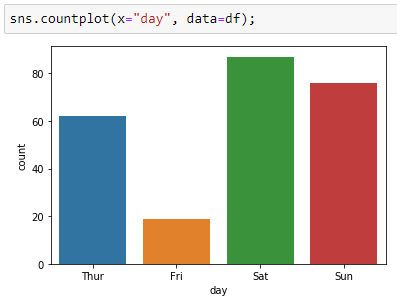 sns.countplot(x="day", data=df);
80
60
40
20
0
count
Thur Fri Sat Sun
day